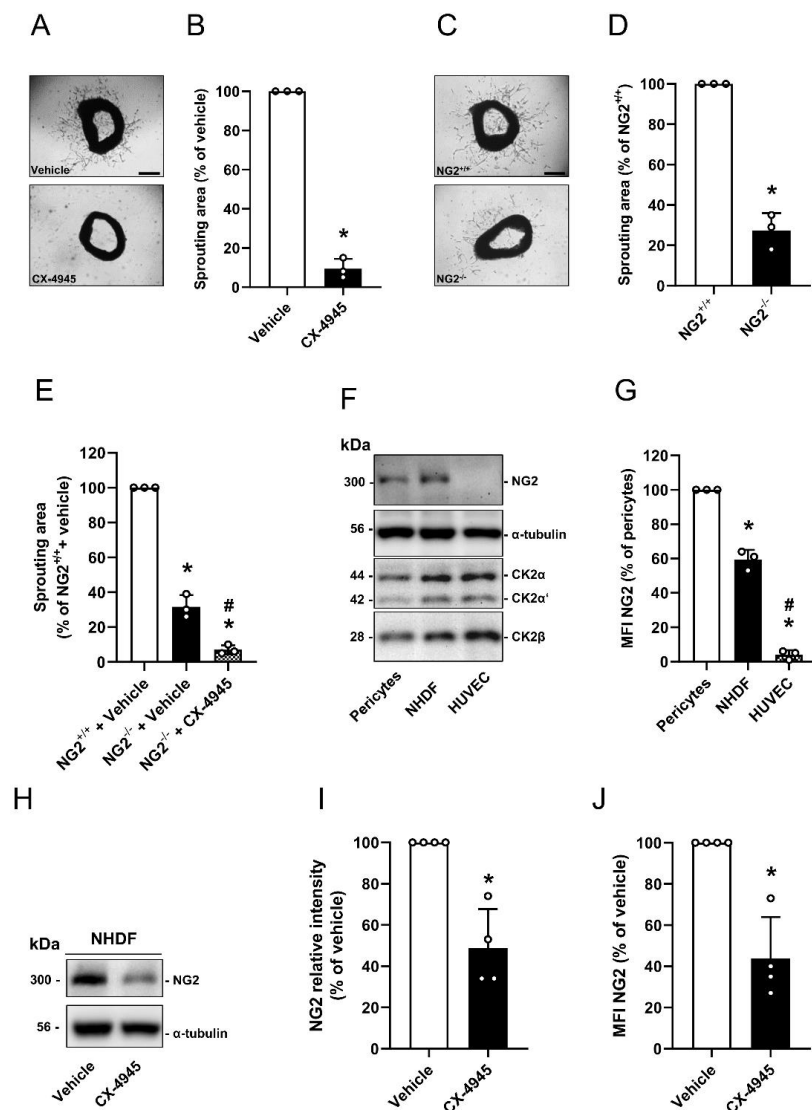 A
Vehicle
CX-4945
B
Sprouting area (% of vehicle)
100
80
60
40
20
0
*
Vehicle
CX-4945
C
NG2+/+
NG2-/-
D
Sprouting area (% of NG2+/+)
100
80
60
40
20
0
*
NG2+/+
NG2-/-
E
Sprouting area
(% of NG2+/++ vehicle)
120
100
80
60
40
20
0
*
#
*
NG2+/+ + Vehicle
NG2-/- + Vehicle
NG2-/- + CX-4945
F
kDa
300 - - NG2
56 - - α-tubulin
44 - - CK2α
42 - - CK2α‘
28 - - CK2β
Pericytes
NHDF
HUVEC
G
MFI NG2 (% of pericytes)
120
100
80
60
40
20
0
*
#
*
Pericytes
NHDF
HUVEC
H
kDa NHDF
300 - - NG2
56 - - α-tubulin
Vehicle
CX-4945
I
NG2 relative intensity
(% of vehicle)
100
80
60
40
20
0
*
Vehicle
CX-4945
J
MFI NG2 (% of vehicle)
100
80
60
40
20
0
*
Vehicle
CX-4945